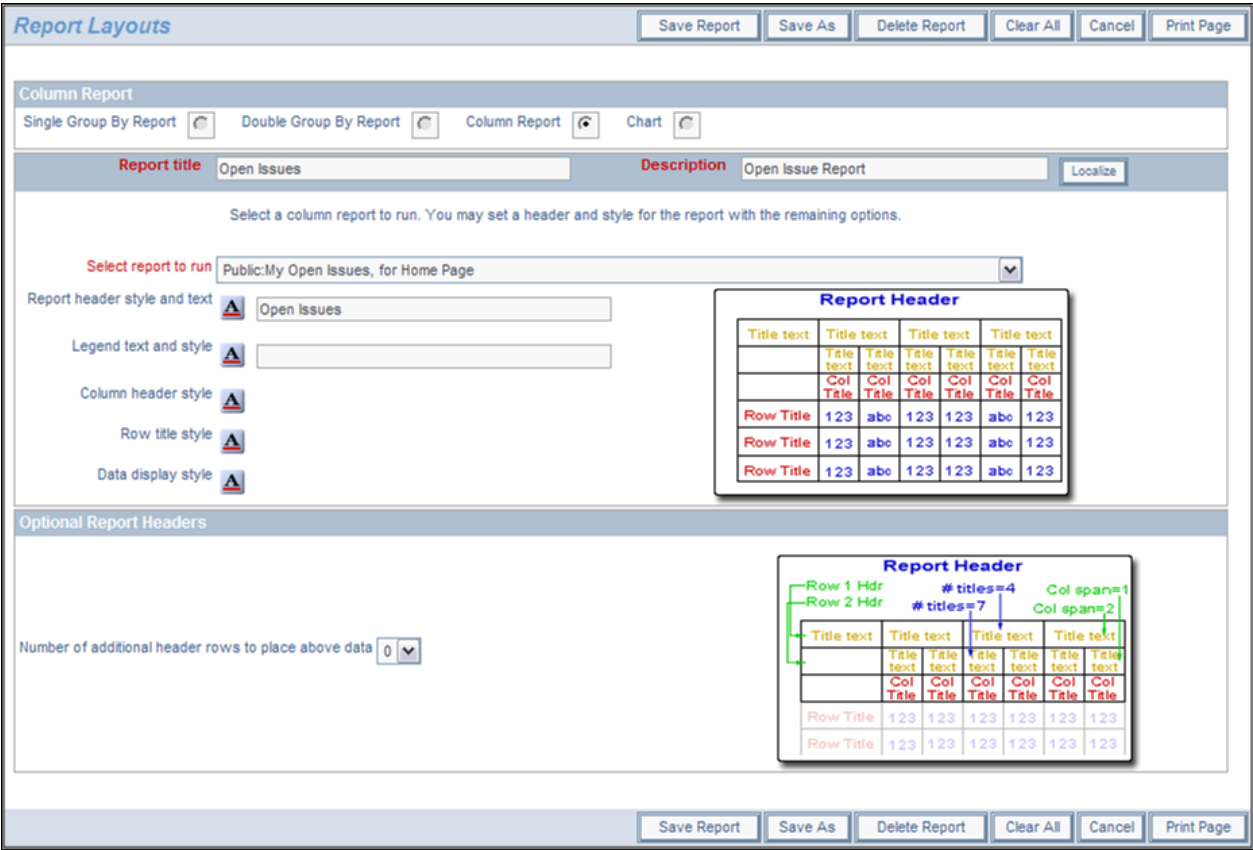 Report Layouts
Save Report Save As Delete Report Clear All Cancel Print Page
Column Report
Single Group By Report Double Group By Report Column Report Chart
Report title Open Issues Description Open Issue Report Localize
Select a column report to run. You may set a header and style for the report with the remaining options.
Select report to run Public:My Open Issues, for Home Page
Report header style and text A Open Issues
Legend text and style A
Column header style A
Row title style A
Data display style A
Report Header
Title text Title text Title text Title text
Title text Title text Title text Title text Title text Title text
Col Title Col Title Col Title Col Title Col Title Col Title
Row Title 123 abc 123 123 abc 123
Row Title 123 abc 123 123 abc 123
Row Title 123 abc 123 123 abc 123
Optional Report Headers
Number of additional header rows to place above data 0
Report Header
Row 1 Hdr # titles=4 Col span=1
Row 2 Hdr # titles=7 Col span=2
Title text Title text Title text Title text
Title text Title text Title text Title text Title text Title text
Col Title Col Title Col Title Col Title Col Title Col Title
Row Title 123 123 123 123 123 123
Row Title 123 123 123 123 123 123
Save Report Save As Delete Report Clear All Cancel Print Page